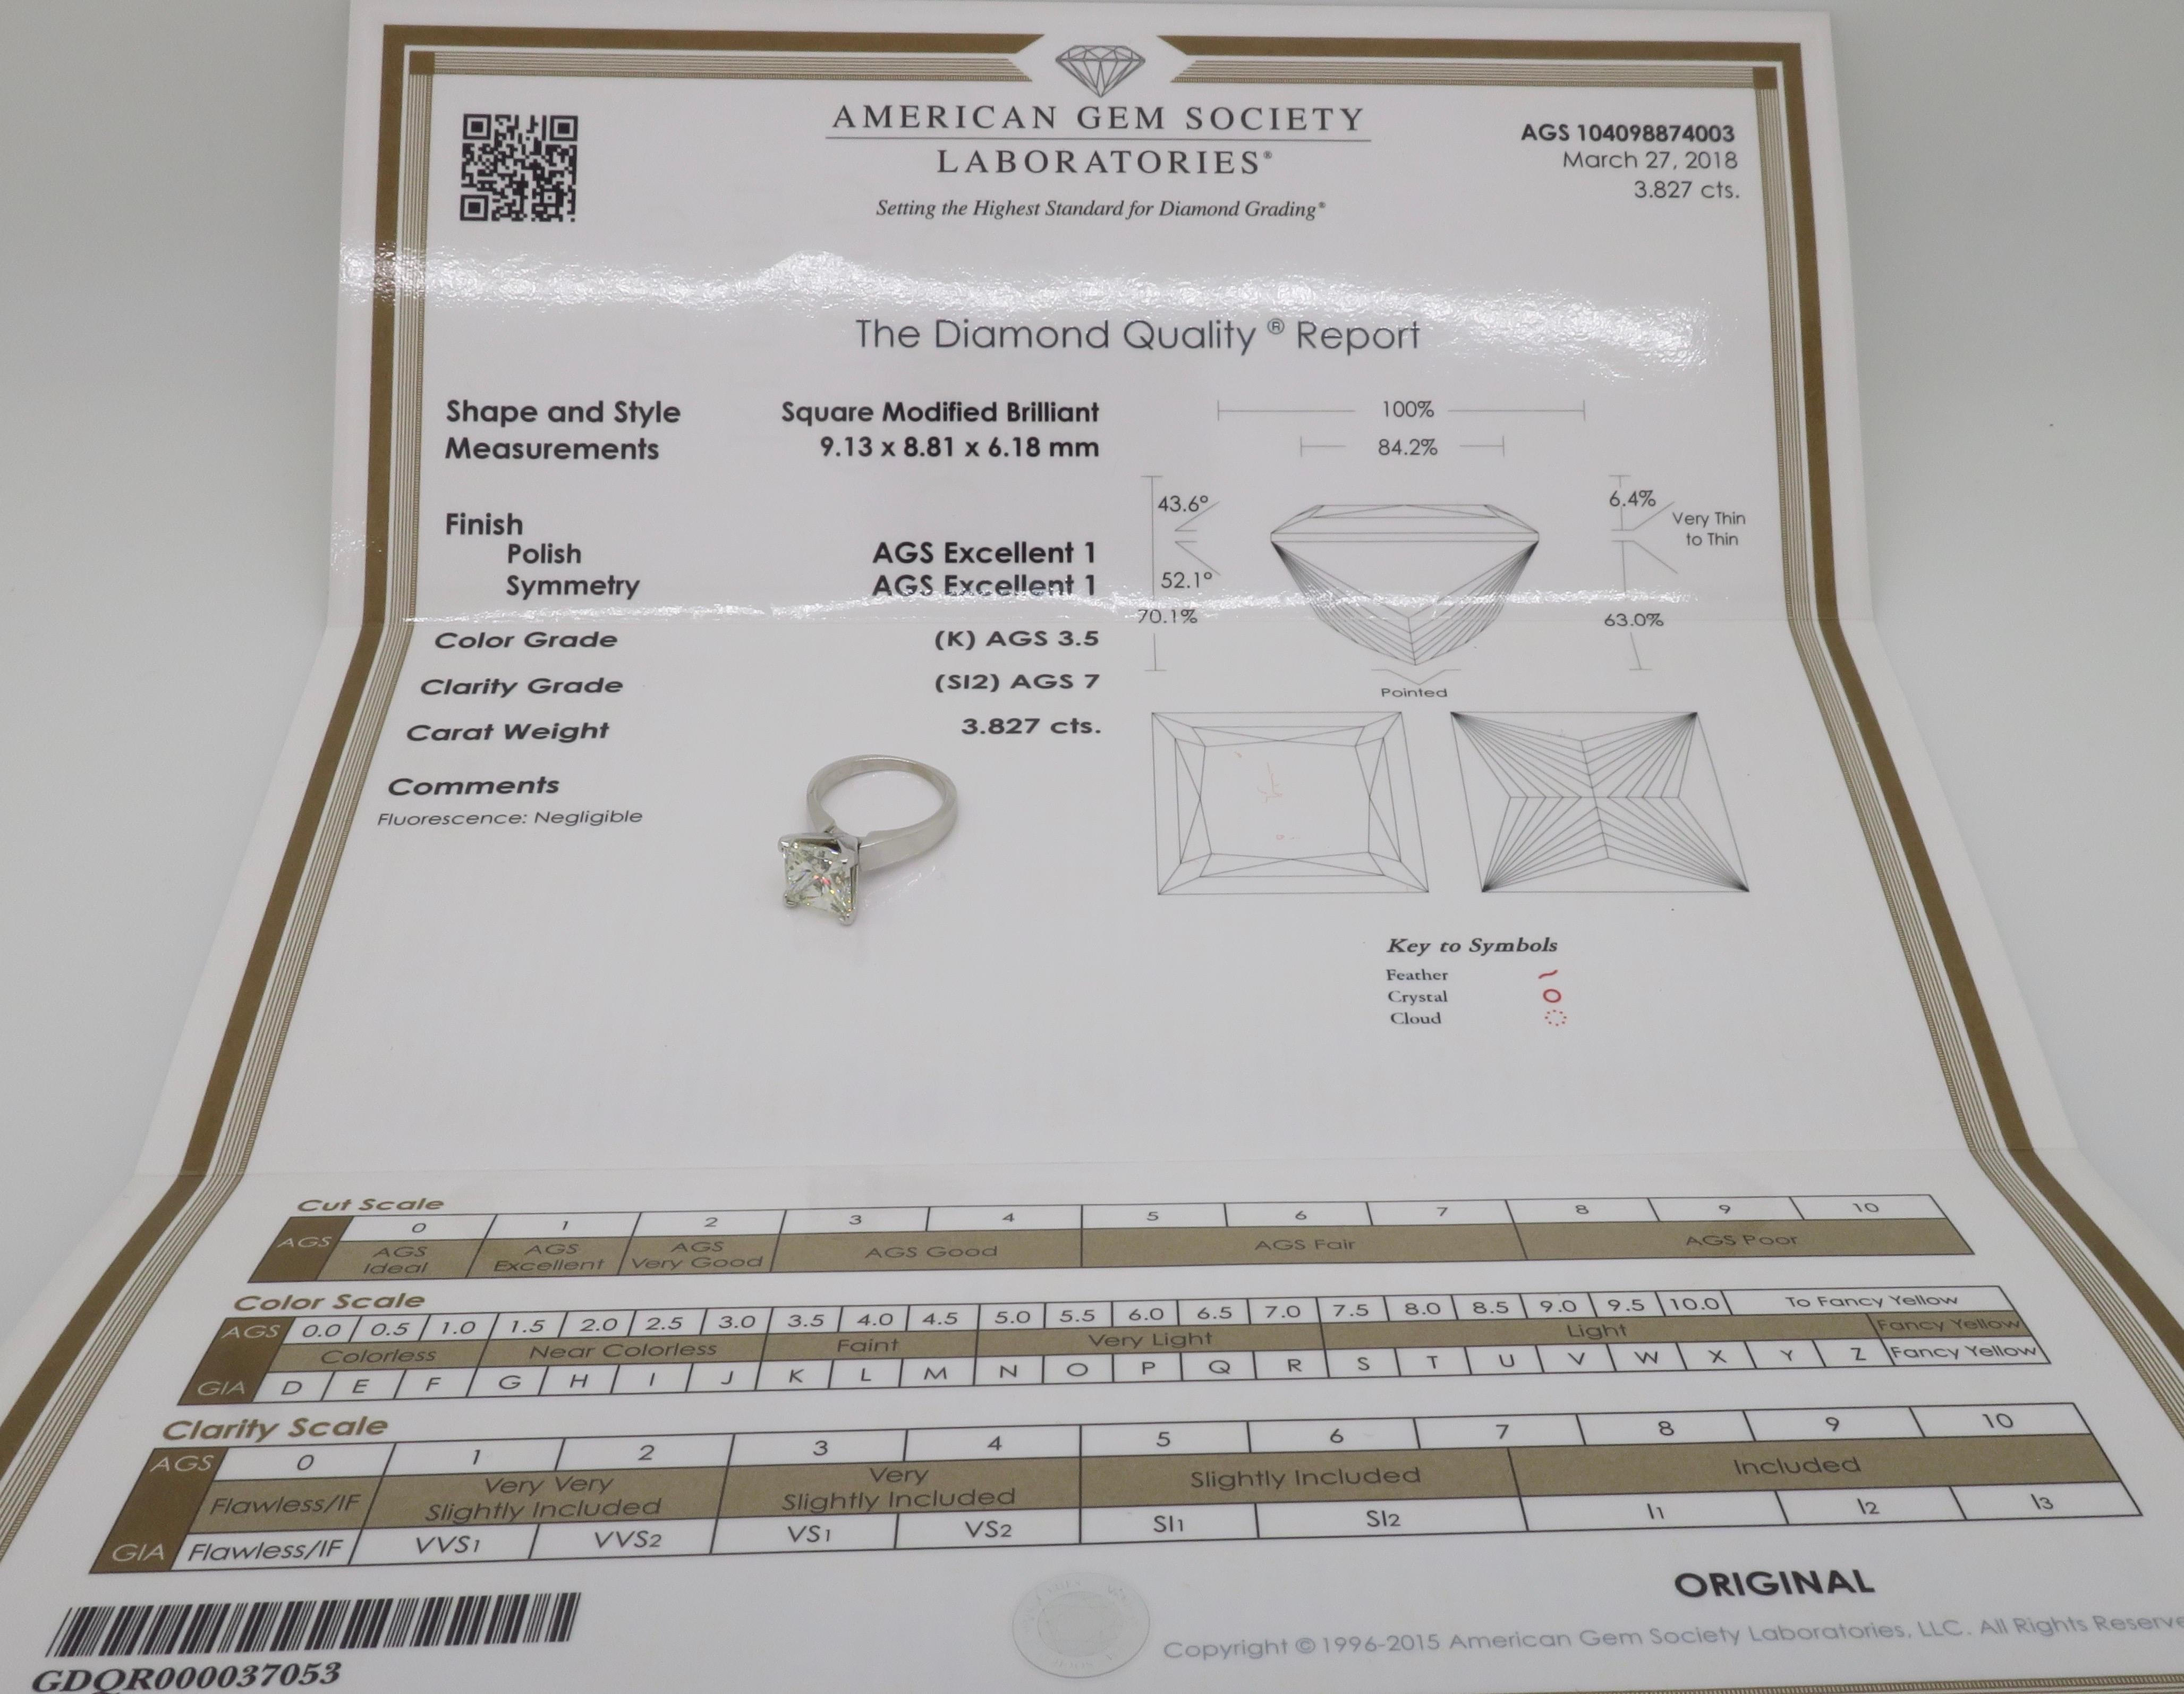 AMERICAN GEM SOCIETY
LABORATORIES®
Setting the Highest Standard for Diamond Grading®
AGS 104098874003
March 27, 2018
3.827 cts.
The Diamond Quality ® Report
Shape and Style Square Modified Brilliant
Measurements 9.13 x 8.81 x 6.18 mm
Finish
Polish AGS Excellent 1
Symmetry AGS Excellent 1
Color Grade (K) AGS 3.5
Clarity Grade (SI2) AGS 7
Carat Weight 3.827 cts.
Comments
Fluorescence: Negligible
100%
84.2%
43.6°
6.4%
Very Thin
to Thin
52.1°
70.1%
63.0%
Pointed
Key to Symbols
Feather
Crystal
Cloud
Cut Scale
AGS 0 1 2 3 4 5 6 7 8 9 10
AGS Ideal AGS Excellent AGS Very Good AGS Good AGS Fair AGS Poor
Color Scale
AGS 0.0 0.5 1.0 1.5 2.0 2.5 3.0 3.5 4.0 4.5 5.0 5.5 6.0 6.5 7.0 7.5 8.0 8.5 9.0 9.5 10.0 To Fancy Yellow
Colorless Near Colorless Faint Very Light Light Fancy Yellow
GIA D E F G H I J K L M N O P Q R S T U V W X Y Z Fancy Yellow
Clarity Scale
AGS 0 1 2 3 4 5 6 7 8 9 10
Flawless/IF Very Very Slightly Included Very Slightly Included Slightly Included Included
GIA Flawless/IF VVS1 VVS2 VS1 VS2 SI1 SI2 I1 I2 I3
ORIGINAL
Copyright © 1996-2015 American Gem Society Laboratories, LLC. All Rights Reserve
GDQR000037053